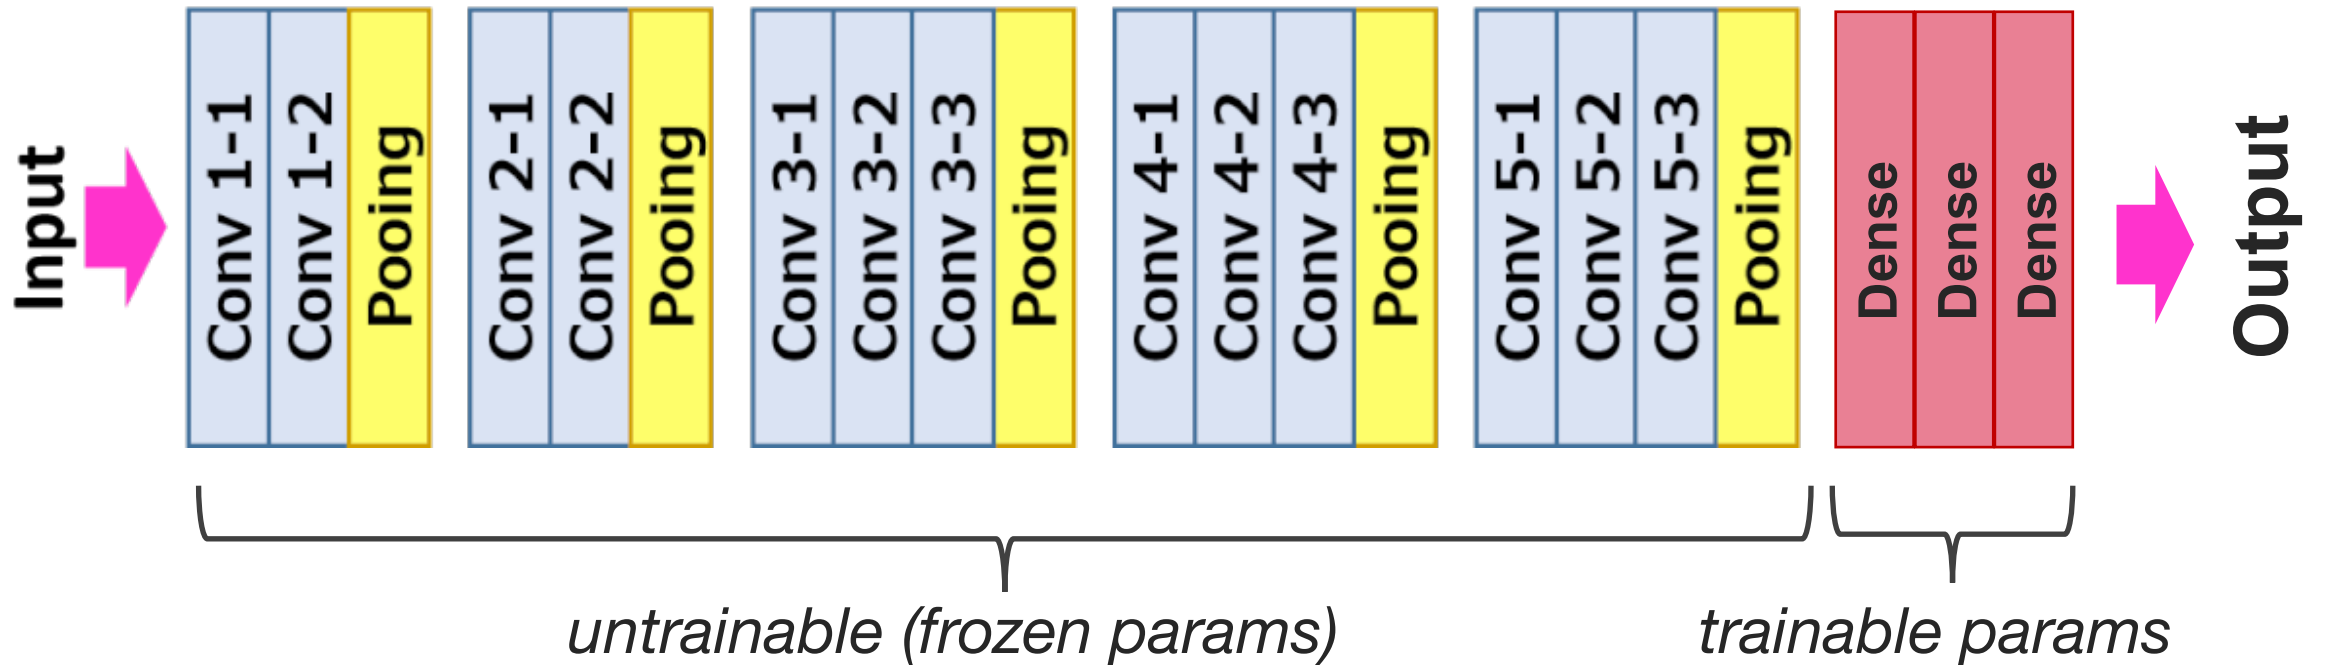 Input
Conv 1-1
Conv 1-2
Pooing
Conv 2-1
Conv 2-2
Pooing
Conv 3-1
Conv 3-2
Conv 3-3
Pooing
Conv 4-1
Conv 4-2
Conv 4-3
Pooing
Conv 5-1
Conv 5-2
Conv 5-3
Pooing
Dense
Dense
Dense
Output
untrainable (frozen params)
trainable params